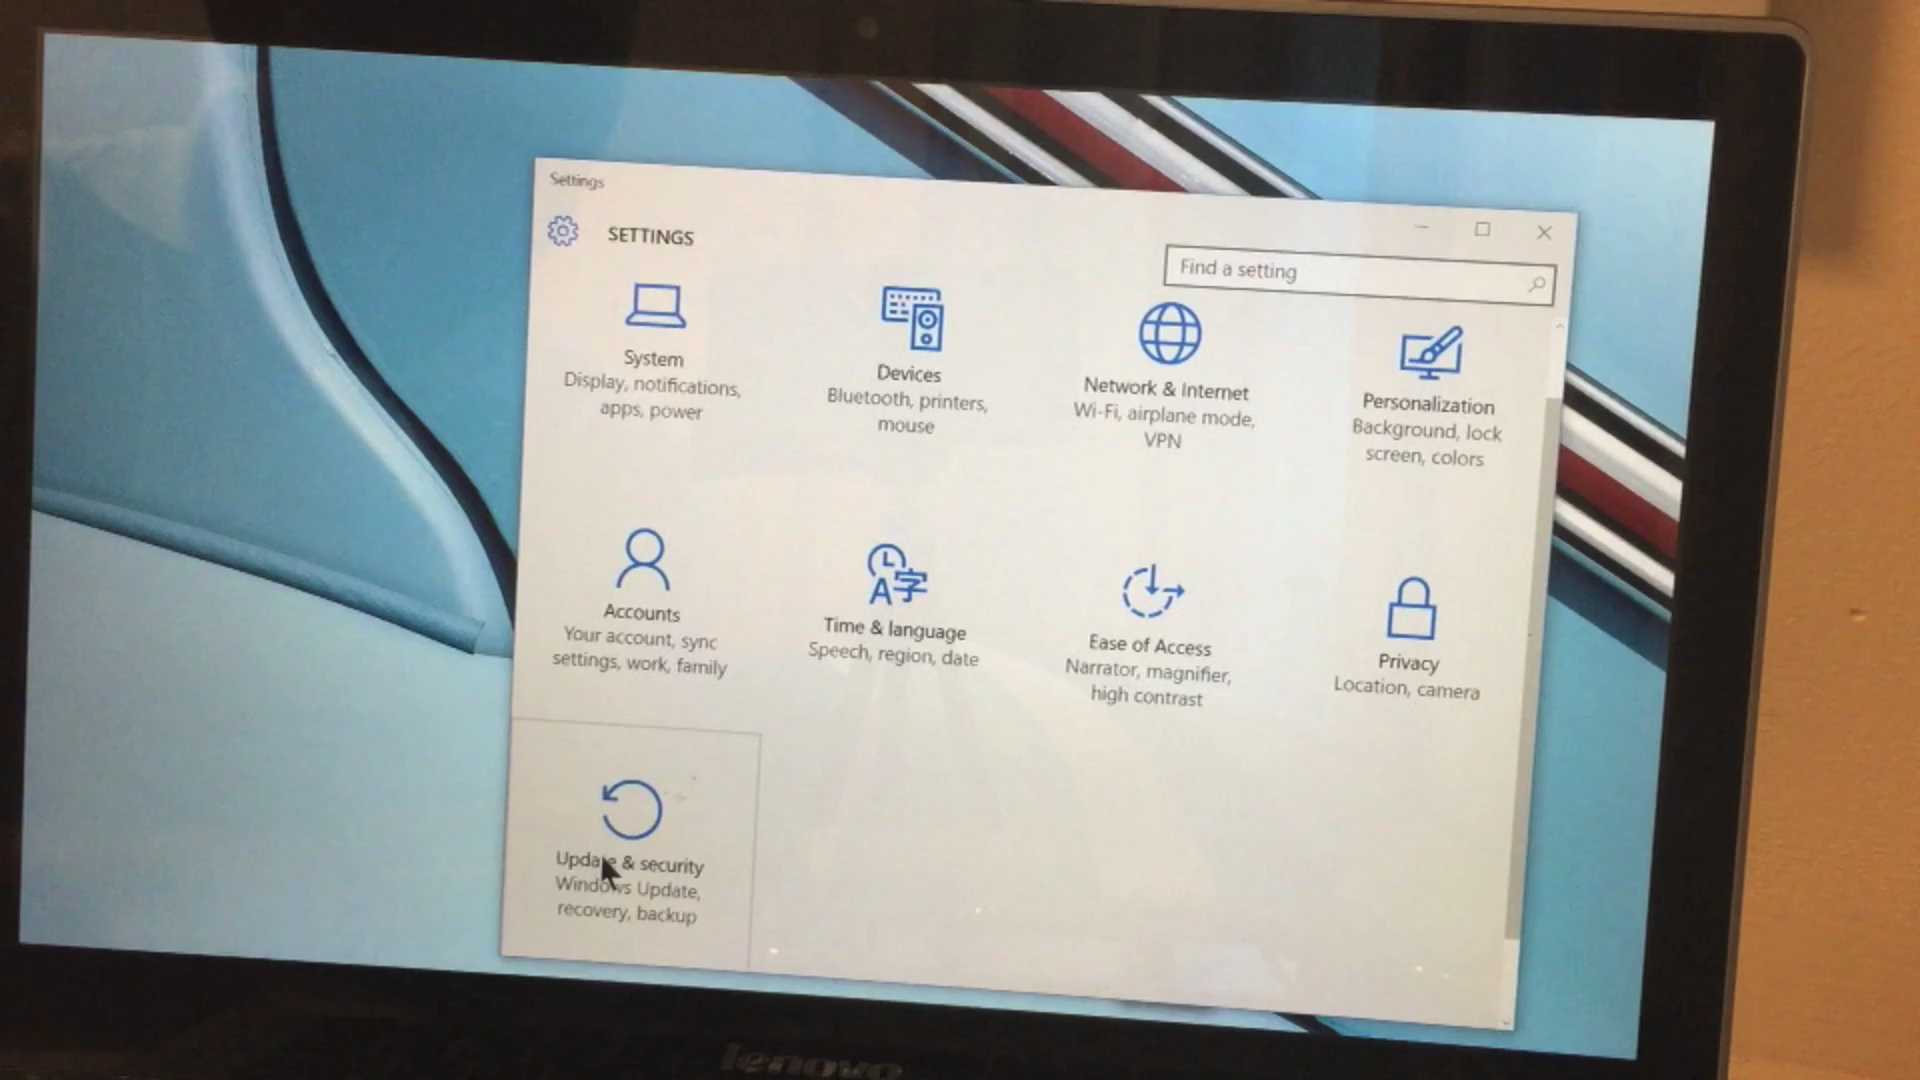 Settings
SETTINGS
Find a setting
System
Display, notifications,
apps, power
Devices
Bluetooth, printers,
mouse
Network & Internet
Wi-Fi, airplane mode,
VPN
Personalization
Background, lock
screen, colors
Accounts
Your account, sync
settings, work, family
Time & language
Speech, region, date
Ease of Access
Narrator, magnifier,
high contrast
Privacy
Location, camera
Update & security
Windows Update,
recovery, backup
lenovo